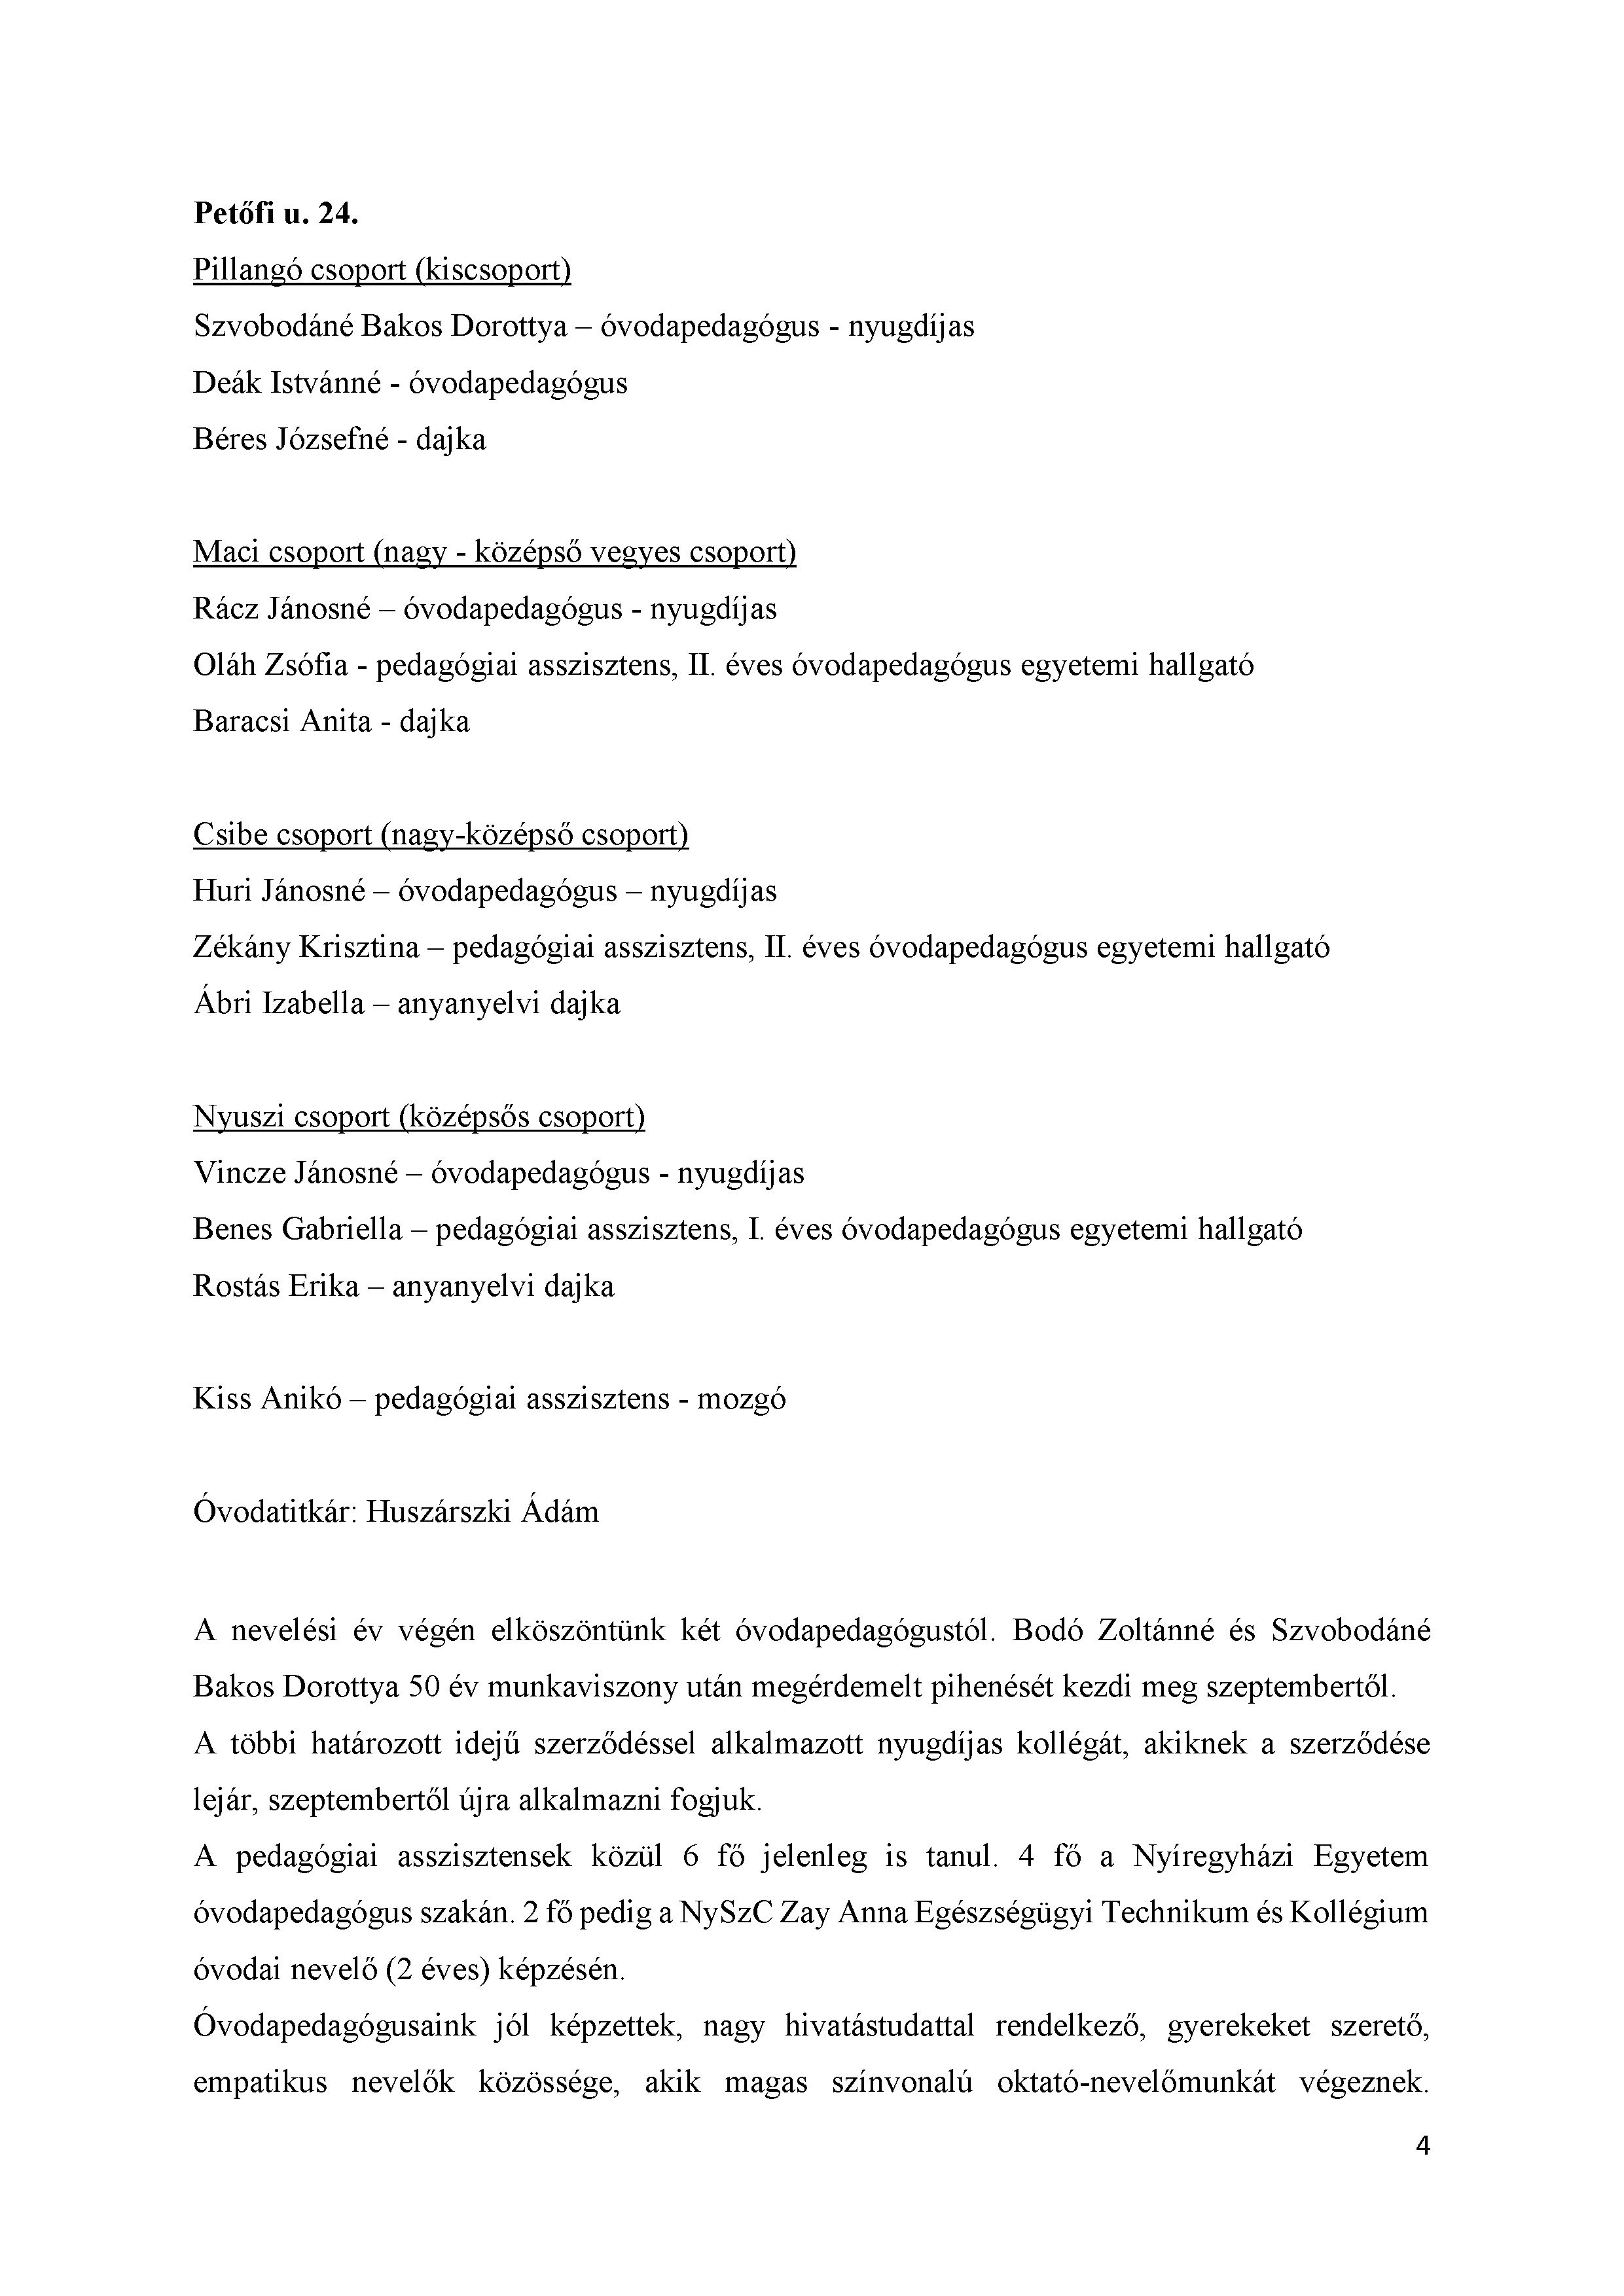 Petőfi u. 24.
Pillangó csoport (kiscsoport)
Szvobodáné Bakos Dorottya – óvodapedagógus - nyugdíjas
Deák Istvánné - óvodapedagógus
Béres Józsefné - dajka
Maci csoport (nagy - középső vegyes csoport)
Rácz Jánosné – óvodapedagógus - nyugdíjas
Oláh Zsófia - pedagógiai asszisztens, II. éves óvodapedagógus egyetemi hallgató
Baracsi Anita - dajka
Csibe csoport (nagy-középső csoport)
Huri Jánosné – óvodapedagógus – nyugdíjas
Zékány Krisztina – pedagógiai asszisztens, II. éves óvodapedagógus egyetemi hallgató
Ábri Izabella – anyanyelvi dajka
Nyuszi csoport (középsős csoport)
Vincze Jánosné – óvodapedagógus - nyugdíjas
Benes Gabriella – pedagógiai asszisztens, I. éves óvodapedagógus egyetemi hallgató
Rostás Erika – anyanyelvi dajka
Kiss Anikó – pedagógiai asszisztens - mozgó
Óvodatitkár: Huszárszki Ádám
A nevelési év végén elköszöntünk két óvodapedagógustól. Bodó Zoltánné és Szvobodáné
Bakos Dorottya 50 év munkaviszony után megérdemelt pihenését kezdi meg szeptembertől.
A többi határozott idejű szerződéssel alkalmazott nyugdíjas kollégát, akiknek a szerződése
lejár, szeptembertől újra alkalmazni fogjuk.
A pedagógiai asszisztensek közül 6 fő jelenleg is tanul. 4 fő a Nyíregyházi Egyetem
óvodapedagógus szakán. 2 fő pedig a NySzC Zay Anna Egészségügyi Technikum és Kollégium
óvodai nevelő (2 éves) képzésén.
Óvodapedagógusaink jól képzettek, nagy hivatástudattal rendelkező, gyerekeket szerető,
empatikus nevelők közössége, akik magas színvonalú oktató-nevelőmunkát végeznek.
4